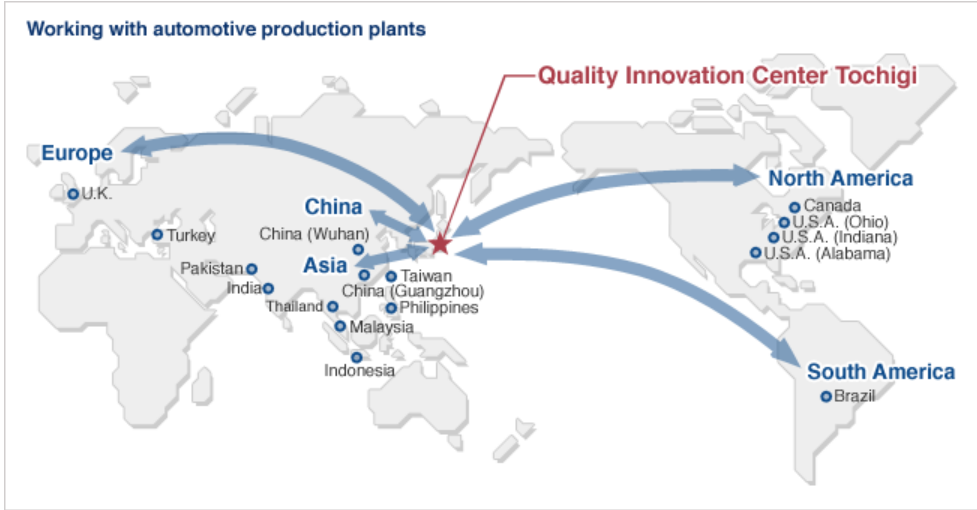 Working with automotive production plants
Quality Innovation Center Tochigi
Europe
U.K.
Turkey
China
China (Wuhan)
Asia
Pakistan
India
Thailand
Taiwan
China (Guangzhou)
Philippines
Malaysia
Indonesia
North America
Canada
U.S.A. (Ohio)
U.S.A. (Indiana)
U.S.A. (Alabama)
South America
Brazil